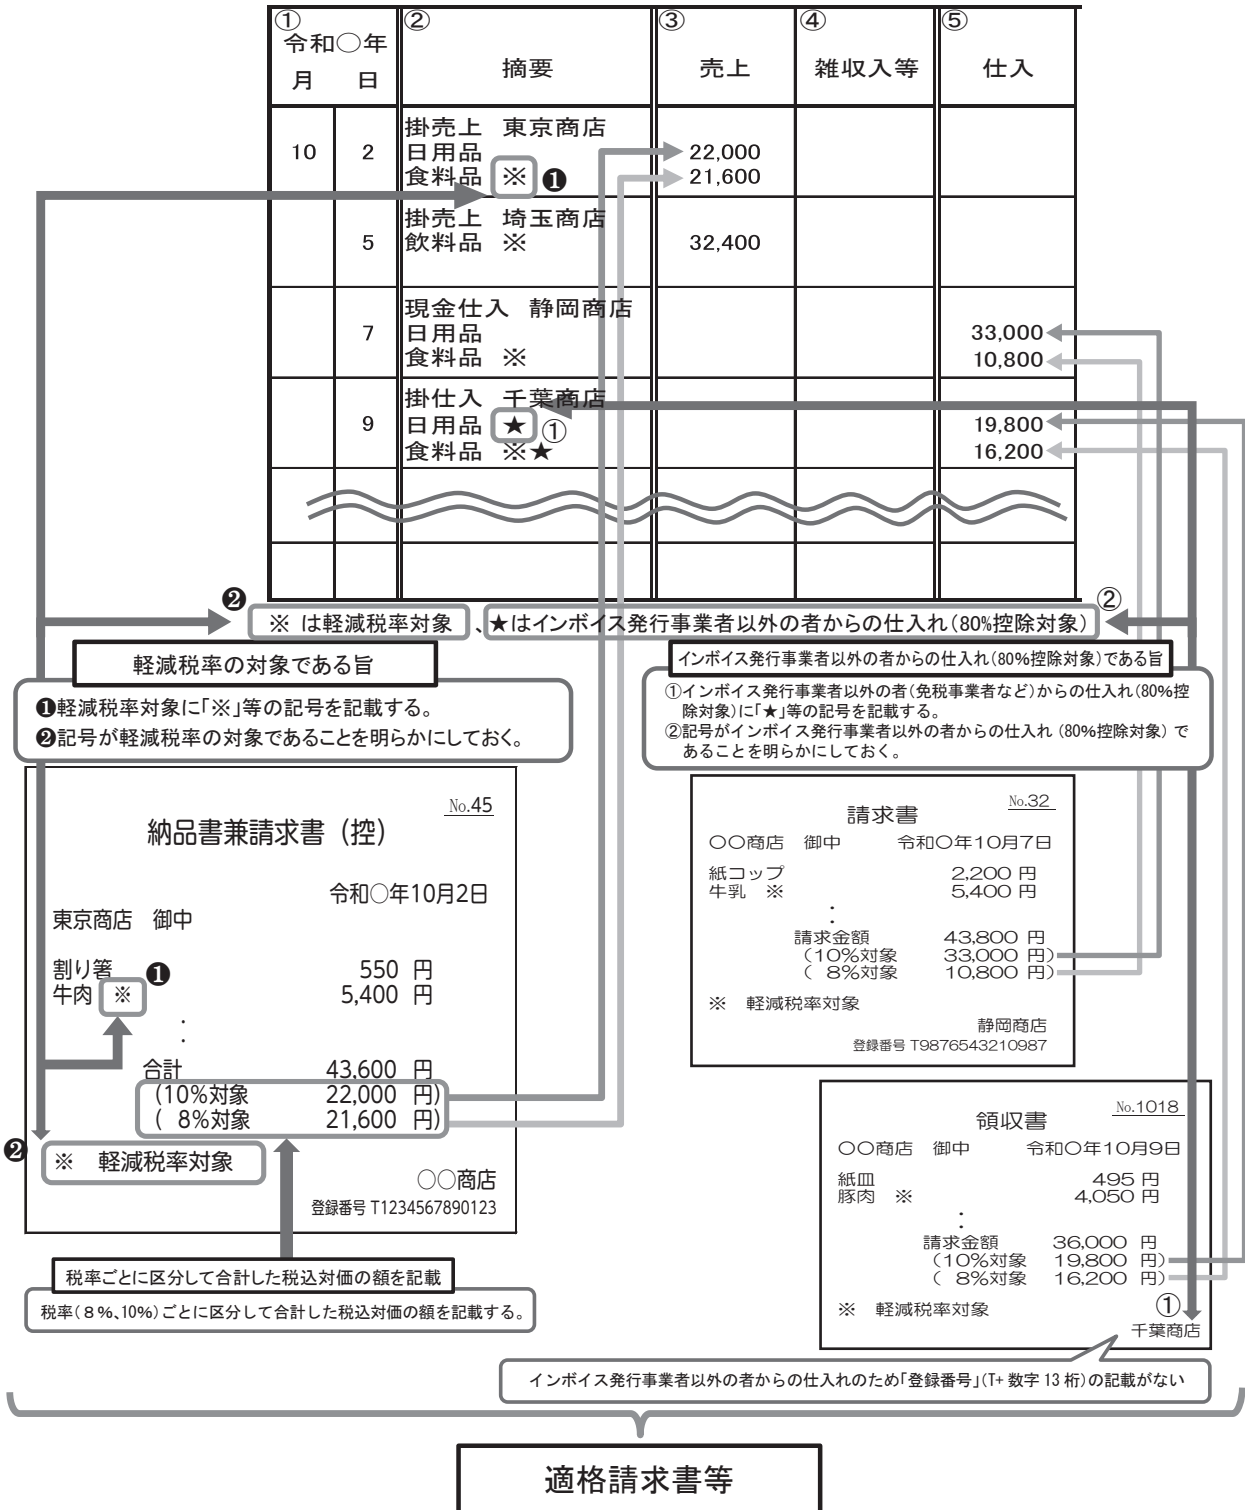 ① ② ③ ④ ⑤
令和○年
月 日 摘要 売上 雑収入等 仕入
掛売上 東京商店
10 2 日用品 22,000
食料品 ※ ❶ 21,600
掛売上 埼玉商店
5 飲料品 ※ 32,400
現金仕入 静岡商店
7 日用品 33,000
食料品 ※ 10,800
掛仕入 千葉商店
9 日用品 ★ ① 19,800
食料品 ※★ 16,200
❷ ※ は軽減税率対象 、★はインボイス発行事業者以外の者からの仕入れ(80%控除対象) ②
軽減税率の対象である旨
❶軽減税率対象に「※」等の記号を記載する。
❷記号が軽減税率の対象であることを明らかにしておく。
インボイス発行事業者以外の者からの仕入れ(80%控除対象)である旨
①インボイス発行事業者以外の者(免税事業者など)からの仕入れ(80%控
除対象)に「★」等の記号を記載する。
②記号がインボイス発行事業者以外の者からの仕入れ (80%控除対象) で
あることを明らかにしておく。
No.45
納品書兼請求書（控）
令和○年10月2日
東京商店 御中
割り箸 550 円
牛肉 ※ ❶ 5,400 円
:
合計 43,600 円
(10%対象 22,000 円)
( 8%対象 21,600 円)
❷ ※ 軽減税率対象
○○商店
登録番号 T1234567890123
税率ごとに区分して合計した税込対価の額を記載
税率(８%、10%)ごとに区分して合計した税込対価の額を記載する。
No.32
請求書
○○商店 御中 令和○年10月7日
紙コップ 2,200 円
牛乳 ※ 5,400 円
:
請求金額 43,800 円
(10%対象 33,000 円)
( 8%対象 10,800 円)
※ 軽減税率対象
静岡商店
登録番号 T9876543210987
No.1018
領収書
○○商店 御中 令和○年10月9日
紙皿 495 円
豚肉 ※ 4,050 円
:
請求金額 36,000 円
(10%対象 19,800 円)
( 8%対象 16,200 円)
※ 軽減税率対象 ①
千葉商店
インボイス発行事業者以外の者からの仕入れのため「登録番号」(T+ 数字 13 桁)の記載がない
適格請求書等